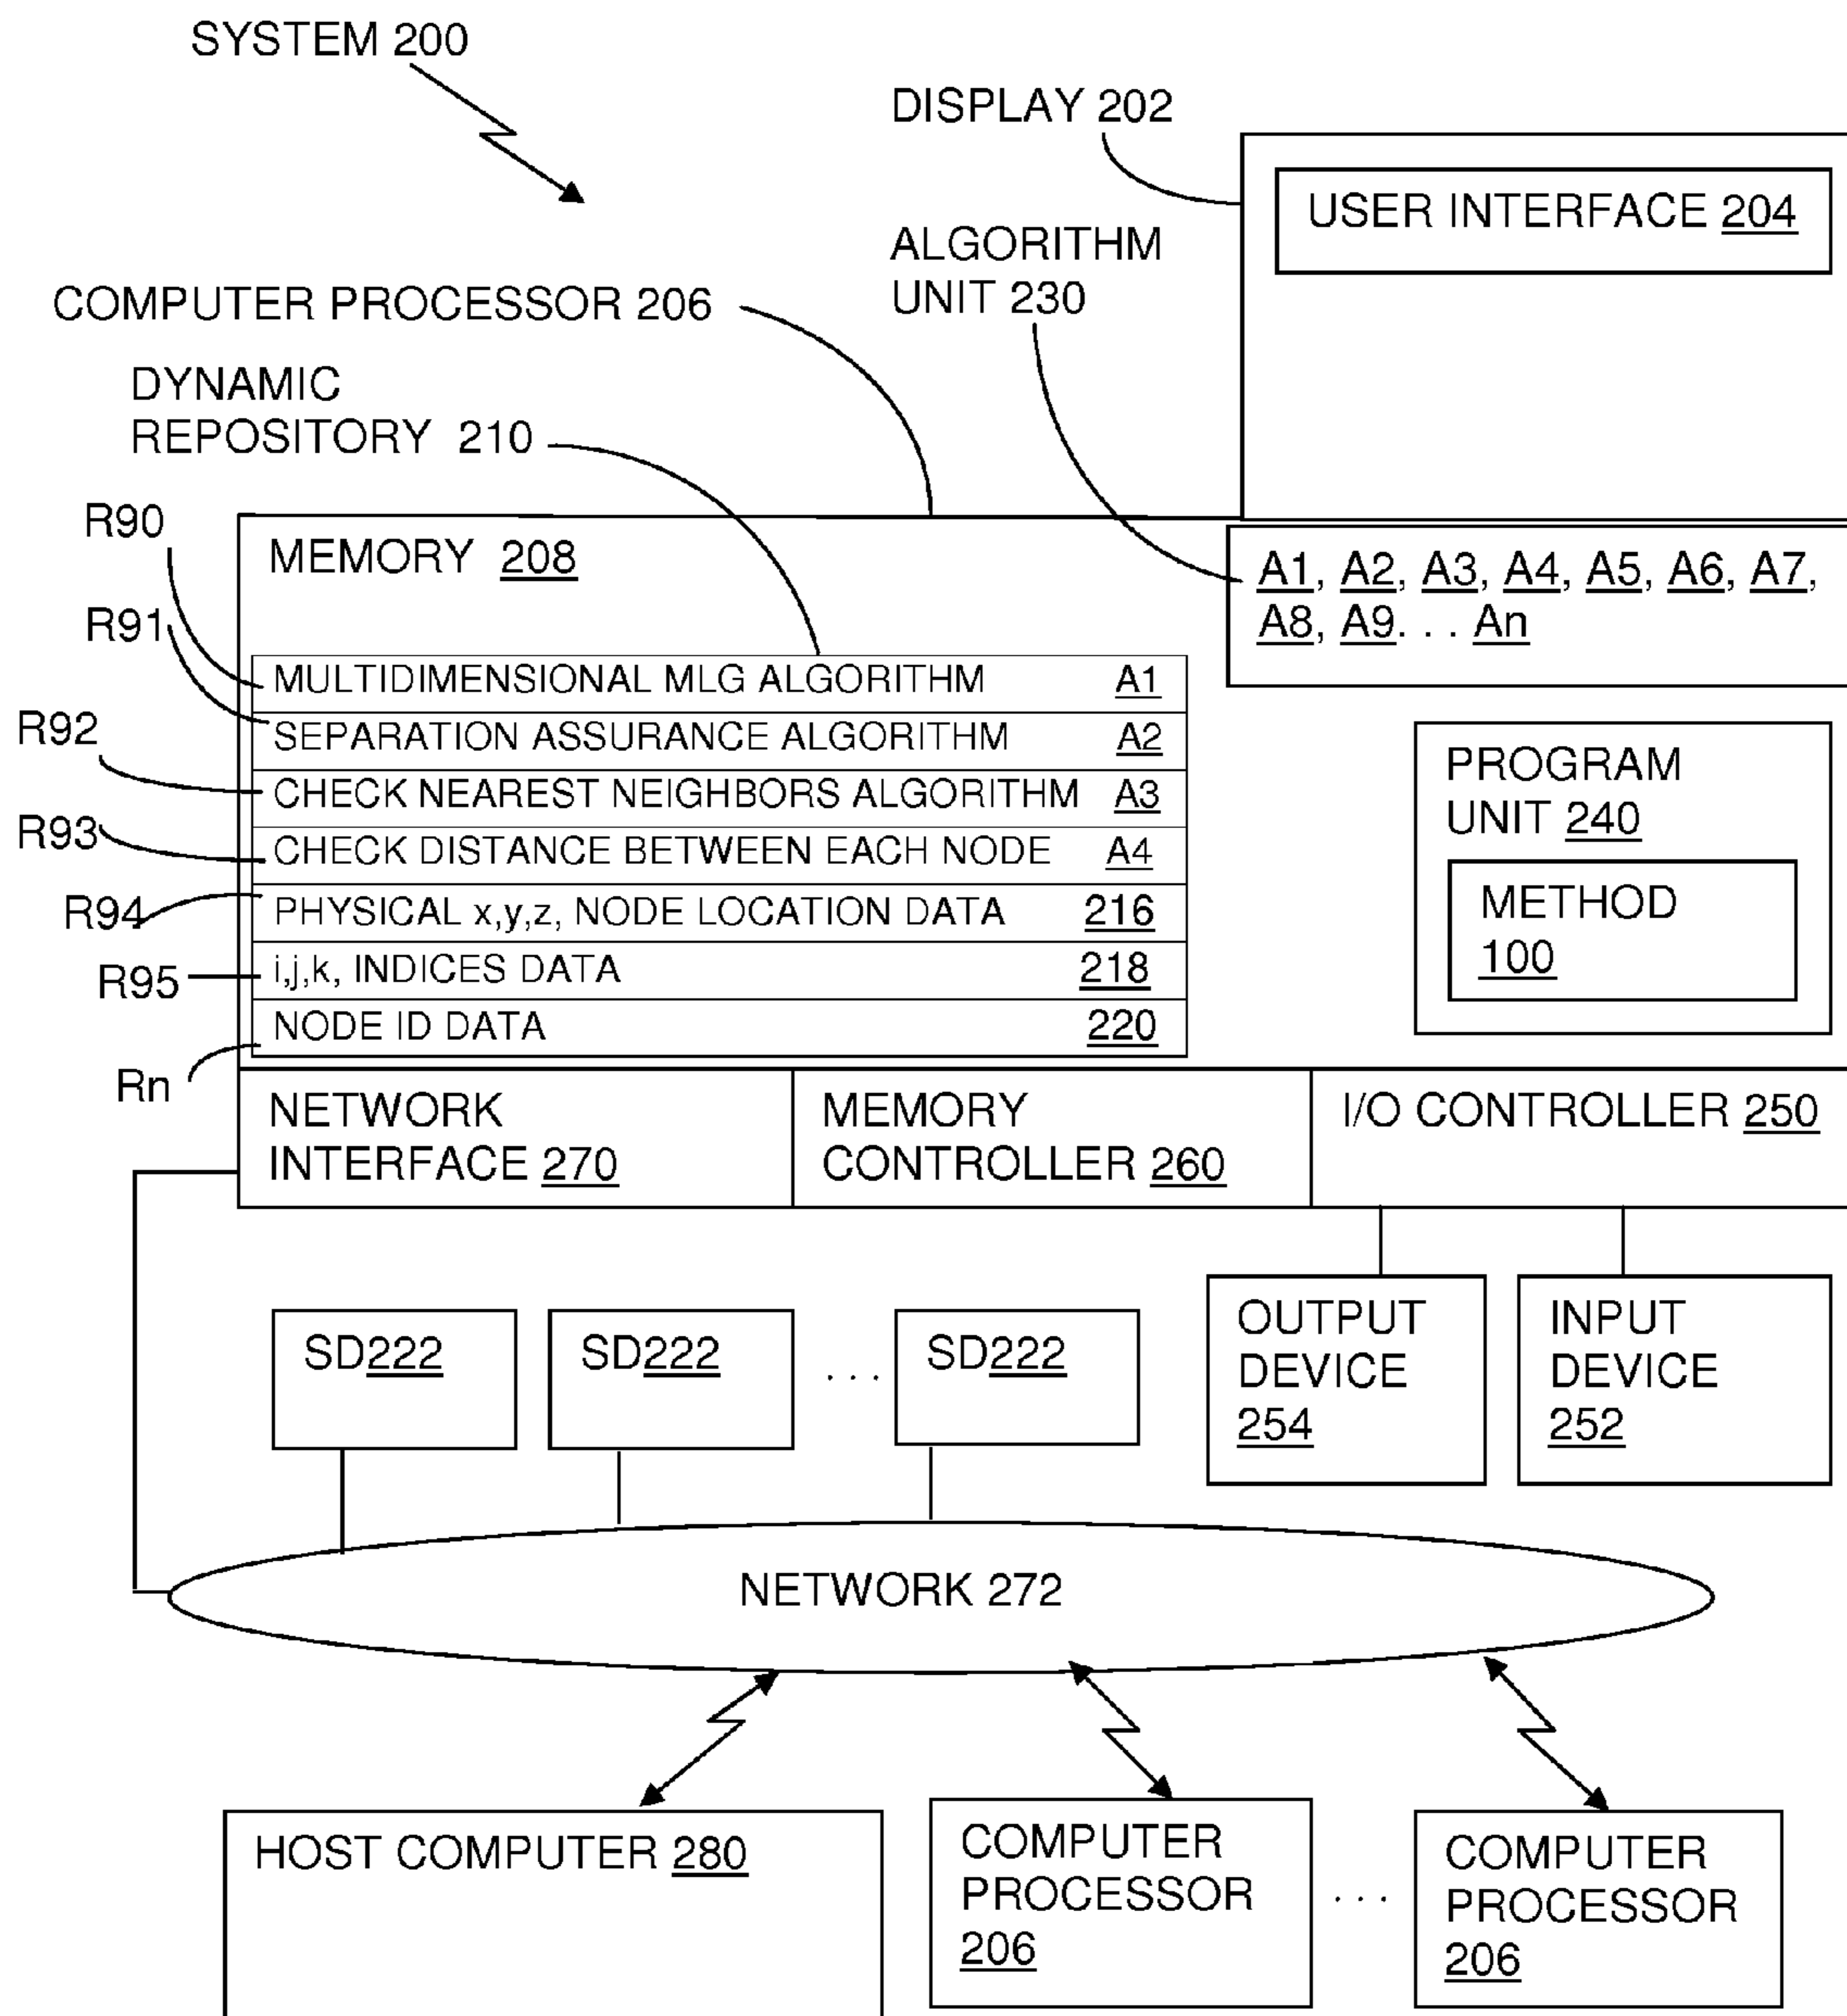 SYSTEM 200
DISPLAY 202
USER INTERFACE 204
ALGORITHM
UNIT 230
COMPUTER PROCESSOR 206
DYNAMIC
REPOSITORY 210
R90
R91
R92
R93
R94
R95
Rn
MEMORY 208
A1, A2, A3, A4, A5, A6, A7,
A8, A9. . . An
MULTIDIMENSIONAL MLG ALGORITHM A1
SEPARATION ASSURANCE ALGORITHM A2
CHECK NEAREST NEIGHBORS ALGORITHM A3
CHECK DISTANCE BETWEEN EACH NODE A4
PHYSICAL x,y,z, NODE LOCATION DATA 216
i,j,k, INDICES DATA 218
NODE ID DATA 220
PROGRAM
UNIT 240
METHOD
100
NETWORK
INTERFACE 270
MEMORY
CONTROLLER 260
I/O CONTROLLER 250
SD222
SD222
. . .
SD222
OUTPUT
DEVICE
254
INPUT
DEVICE
252
NETWORK 272
HOST COMPUTER 280
COMPUTER
PROCESSOR
206
. . .
COMPUTER
PROCESSOR
206